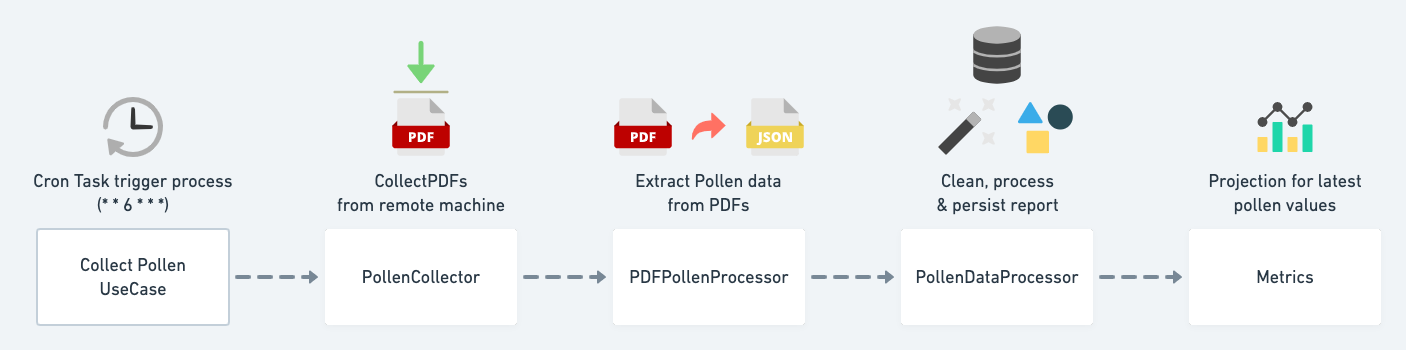 PDF
PDF
JSON
Cron Task trigger process
(* * 6 * * *)
CollectPDFs
from remote machine
Extract Pollen data
from PDFs
Clean, process
& persist report
Projection for latest
pollen values
Collect Pollen
UseCase
PollenCollector
PDFPollenProcessor
PollenDataProcessor
Metrics